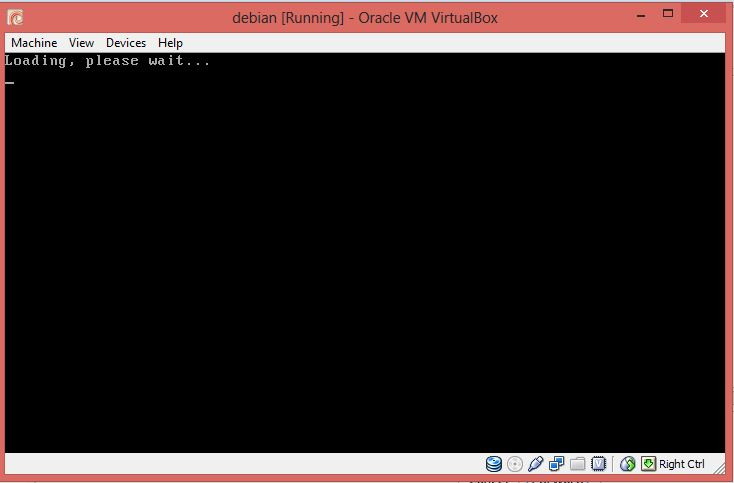 debian [Running] - Oracle VM VirtualBox
Machine View Devices Help
Loading, please wait...
Right Ctrl